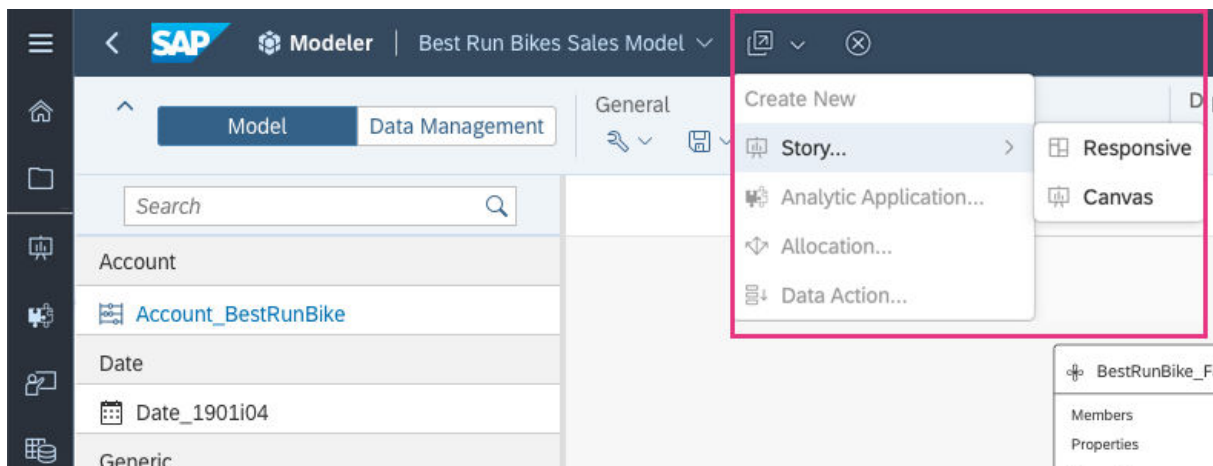 SAP Modeler | Best Run Bikes Sales Model
Model Data Management
General
Create New
Story...
Analytic Application...
Allocation...
Data Action...
Responsive
Canvas
Search
Account
Account_BestRunBike
Date
Date_1901i04
Generic
BestRunBike_F
Members
Properties